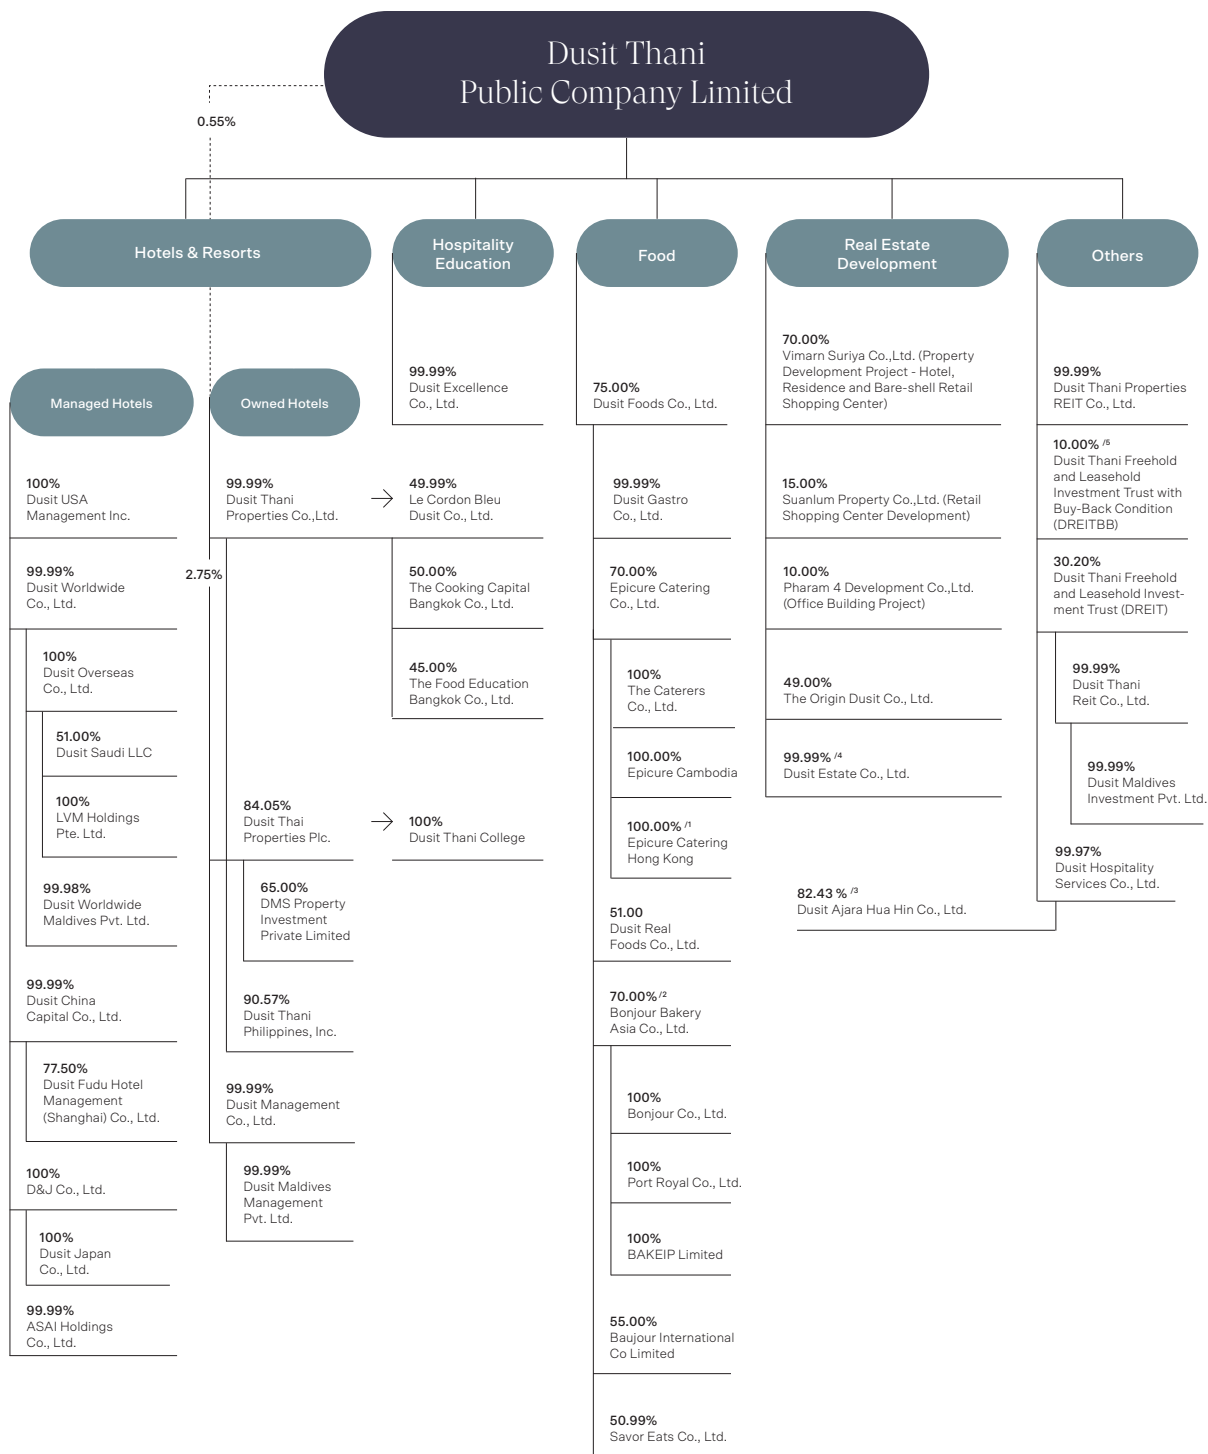 Dusit Thani
Public Company Limited
0.55%
Hotels & Resorts
Managed Hotels
100%
Dusit USA
Management Inc.
99.99%
Dusit Worldwide
Co., Ltd.
100%
Dusit Overseas
Co., Ltd.
51.00%
Dusit Saudi LLC
100%
LVM Holdings
Pte. Ltd.
99.98%
Dusit Worldwide
Maldives Pvt. Ltd.
99.99%
Dusit China
Capital Co., Ltd.
77.50%
Dusit Fudu Hotel
Management
(Shanghai) Co., Ltd.
100%
D&J Co., Ltd.
100%
Dusit Japan
Co., Ltd.
99.99%
ASAI Holdings
Co., Ltd.
Owned Hotels
99.99%
Dusit Thani
Properties Co.,Ltd.
2.75%
84.05%
Dusit Thai
Properties Plc.
65.00%
DMS Property
Investment
Private Limited
90.57%
Dusit Thani
Philippines, Inc.
99.99%
Dusit Management
Co., Ltd.
99.99%
Dusit Maldives
Management
Pvt. Ltd.
Hospitality
Education
99.99%
Dusit Excellence
Co., Ltd.
49.99%
Le Cordon Bleu
Dusit Co., Ltd.
50.00%
The Cooking Capital
Bangkok Co., Ltd.
45.00%
The Food Education
Bangkok Co., Ltd.
100%
Dusit Thani College
Food
75.00%
Dusit Foods Co., Ltd.
99.99%
Dusit Gastro
Co., Ltd.
70.00%
Epicure Catering
Co., Ltd.
100%
The Caterers
Co., Ltd.
100.00%
Epicure Cambodia
100.00% /1
Epicure Catering
Hong Kong
51.00
Dusit Real
Foods Co., Ltd.
70.00% /2
Bonjour Bakery
Asia Co., Ltd.
100%
Bonjour Co., Ltd.
100%
Port Royal Co., Ltd.
100%
BAKEIP Limited
55.00%
Baujour International
Co Limited
50.99%
Savor Eats Co., Ltd.
Real Estate
Development
70.00%
Vimarn Suriya Co.,Ltd. (Property
Development Project - Hotel,
Residence and Bare-shell Retail
Shopping Center)
15.00%
Suanlum Property Co.,Ltd. (Retail
Shopping Center Development)
10.00%
Pharam 4 Development Co.,Ltd.
(Office Building Project)
49.00%
The Origin Dusit Co., Ltd.
99.99% /4
Dusit Estate Co., Ltd.
82.43 % /3
Dusit Ajara Hua Hin Co., Ltd.
Others
99.99%
Dusit Thani Properties
REIT Co., Ltd.
10.00% /5
Dusit Thani Freehold
and Leasehold
Investment Trust with
Buy-Back Condition
(DREITBB)
30.20%
Dusit Thani Freehold
and Leasehold Invest-
ment Trust (DREIT)
99.99%
Dusit Thani
Reit Co., Ltd.
99.99%
Dusit Maldives
Investment Pvt. Ltd.
99.97%
Dusit Hospitality
Services Co., Ltd.